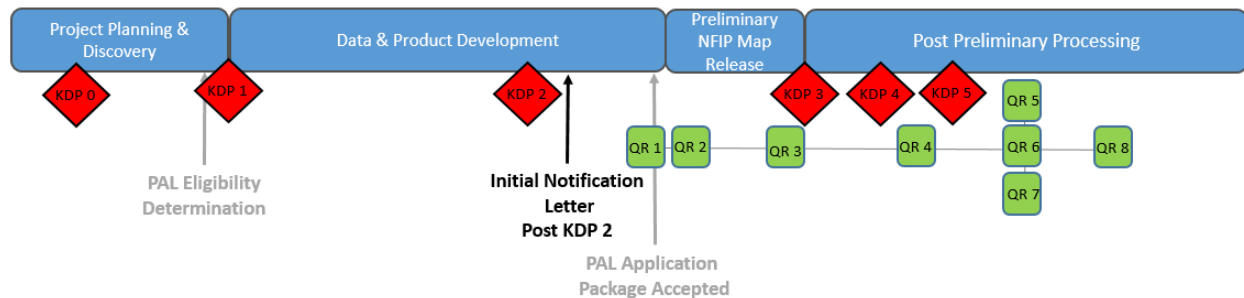 Project Planning &
Discovery
Data & Product Development
Preliminary
NFIP Map
Release
Post Preliminary Processing
KDP 0
KDP 1
KDP 2
KDP 3
KDP 4
KDP 5
QR 1
QR 2
QR 3
QR 4
QR 5
QR 6
QR 7
QR 8
PAL Eligibility
Determination
Initial Notification
Letter
Post KDP 2
PAL Application
Package Accepted